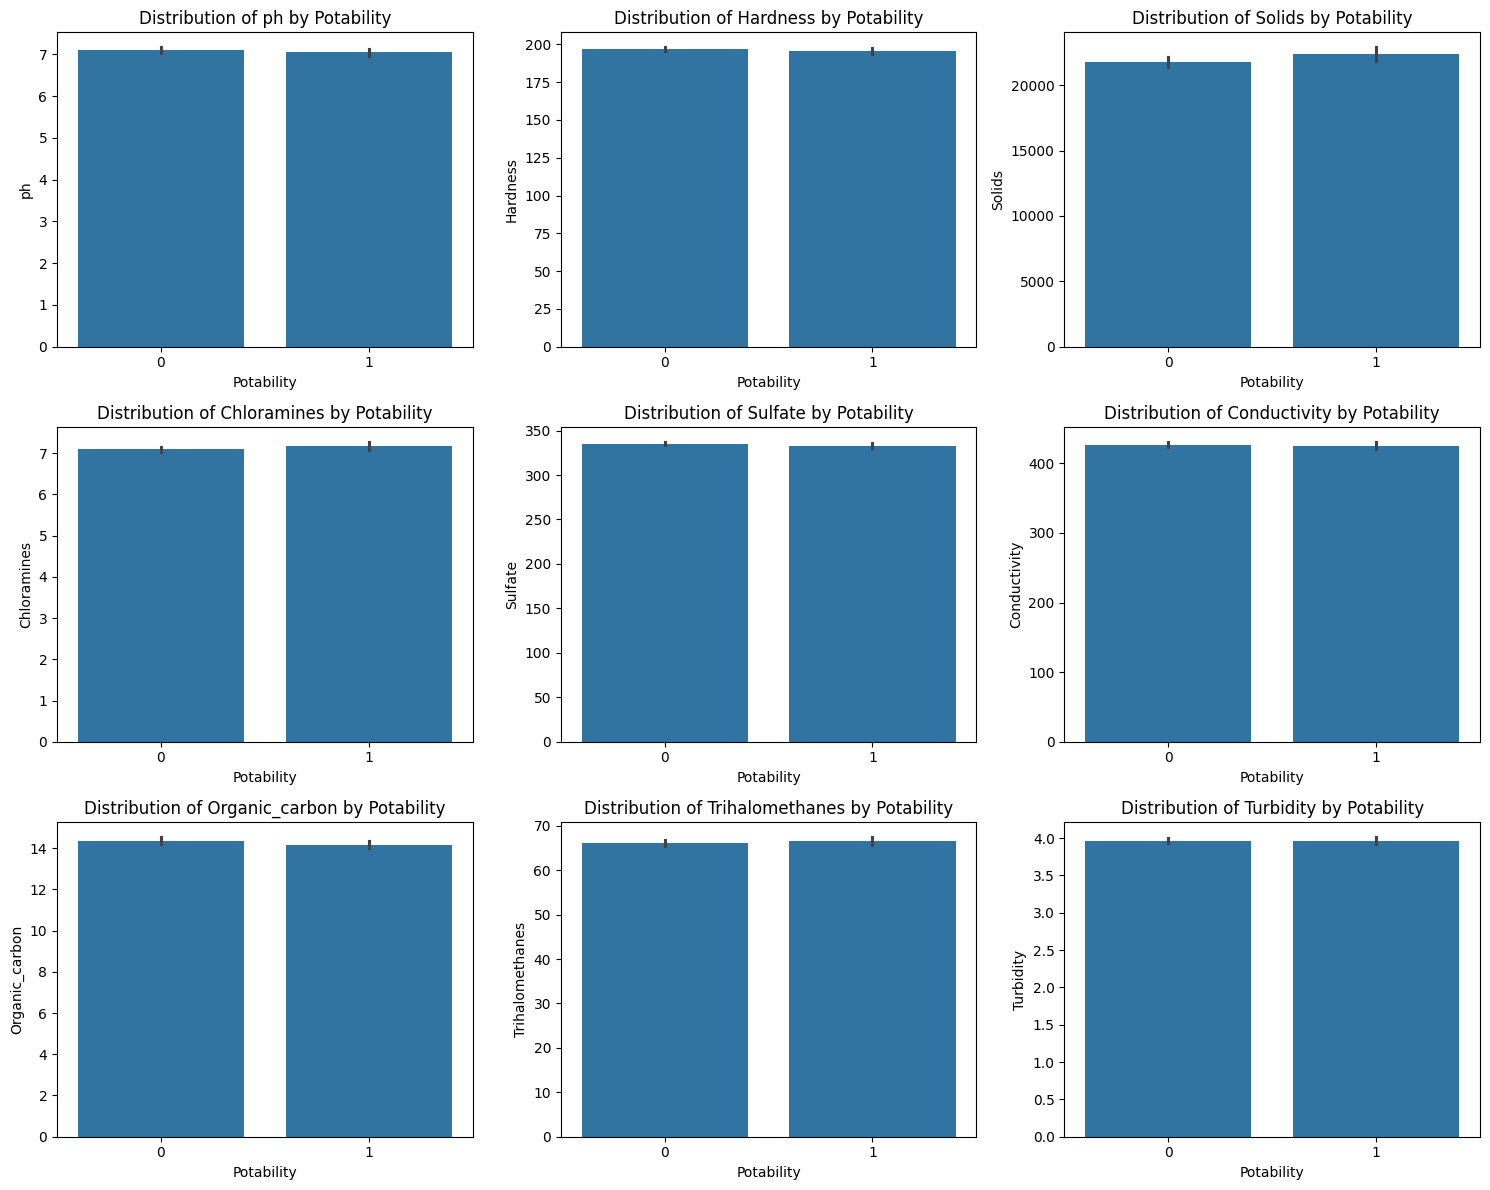 Distribution of ph by Potability
7
6
5
4
3
2
1
0
ph
0 1
Potability
Distribution of Hardness by Potability
200
175
150
125
100
75
50
25
0
Hardness
0 1
Potability
Distribution of Solids by Potability
20000
15000
10000
5000
0
Solids
0 1
Potability
Distribution of Chloramines by Potability
7
6
5
4
3
2
1
0
Chloramines
0 1
Potability
Distribution of Sulfate by Potability
350
300
250
200
150
100
50
0
Sulfate
0 1
Potability
Distribution of Conductivity by Potability
400
300
200
100
0
Conductivity
0 1
Potability
Distribution of Organic_carbon by Potability
14
12
10
8
6
4
2
0
Organic_carbon
0 1
Potability
Distribution of Trihalomethanes by Potability
70
60
50
40
30
20
10
0
Trihalomethanes
0 1
Potability
Distribution of Turbidity by Potability
4.0
3.5
3.0
2.5
2.0
1.5
1.0
0.5
0.0
Turbidity
0 1
Potability